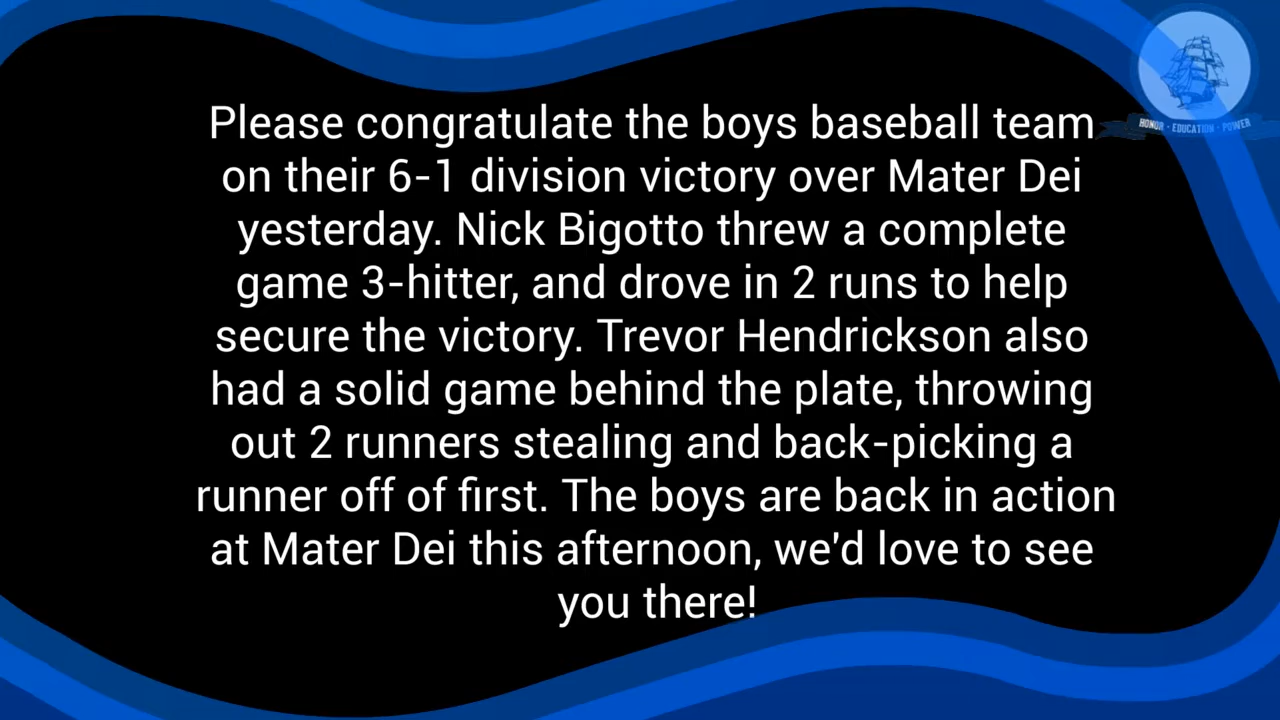 HONOR - EDUCATION - POWER
Please congratulate the boys baseball team
on their 6-1 division victory over Mater Dei
yesterday. Nick Bigotto threw a complete
game 3-hitter, and drove in 2 runs to help
secure the victory. Trevor Hendrickson also
had a solid game behind the plate, throwing
out 2 runners stealing and back-picking a
runner off of first. The boys are back in action
at Mater Dei this afternoon, we'd love to see
you there!